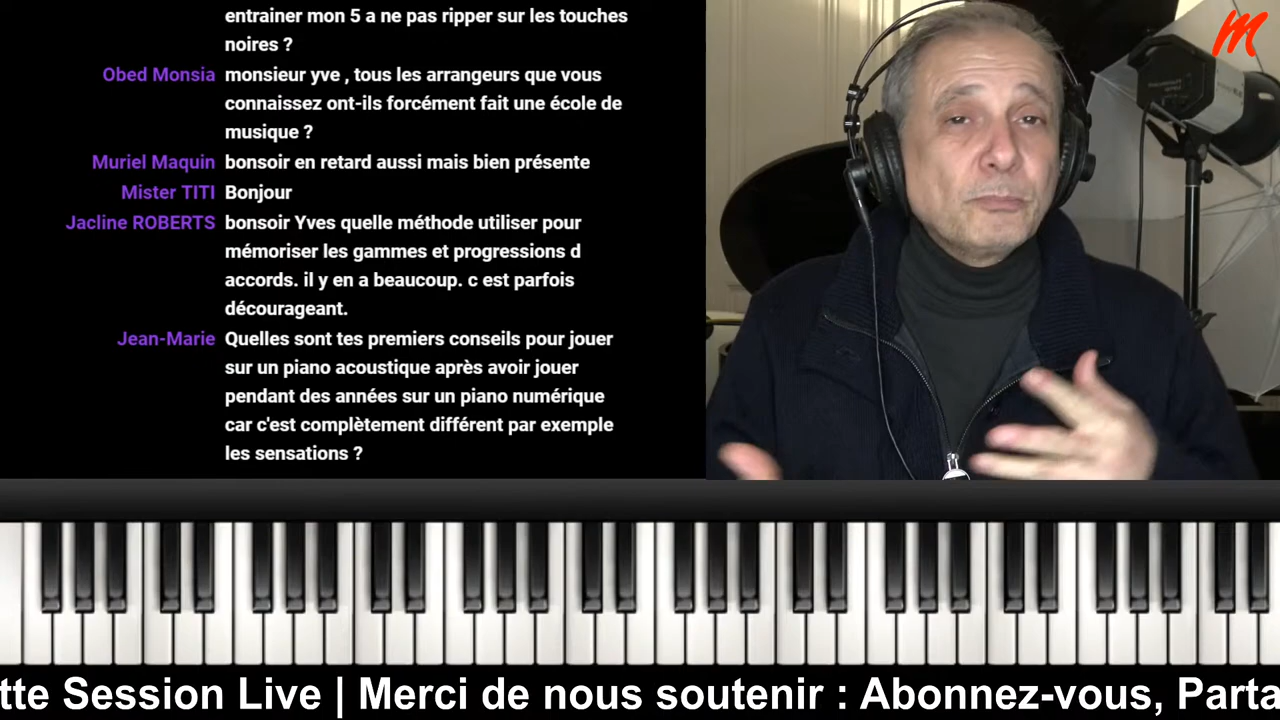 entrainer mon 5 a ne pas ripper sur les touches
noires ?
Obed Monsia monsieur yve , tous les arrangeurs que vous
connaissez ont-ils forcément fait une école de
musique ?
Muriel Maquin bonsoir en retard aussi mais bien présente
Mister TITI Bonjour
Jacline ROBERTS bonsoir Yves quelle méthode utiliser pour
mémoriser les gammes et progressions d
accords. il y en a beaucoup. c est parfois
décourageant.
Jean-Marie Quelles sont tes premiers conseils pour jouer
sur un piano acoustique après avoir jouer
pendant des années sur un piano numérique
car c'est complètement différent par exemple
les sensations ?
M
tte Session Live | Merci de nous soutenir : Abonnez-vous, Parta